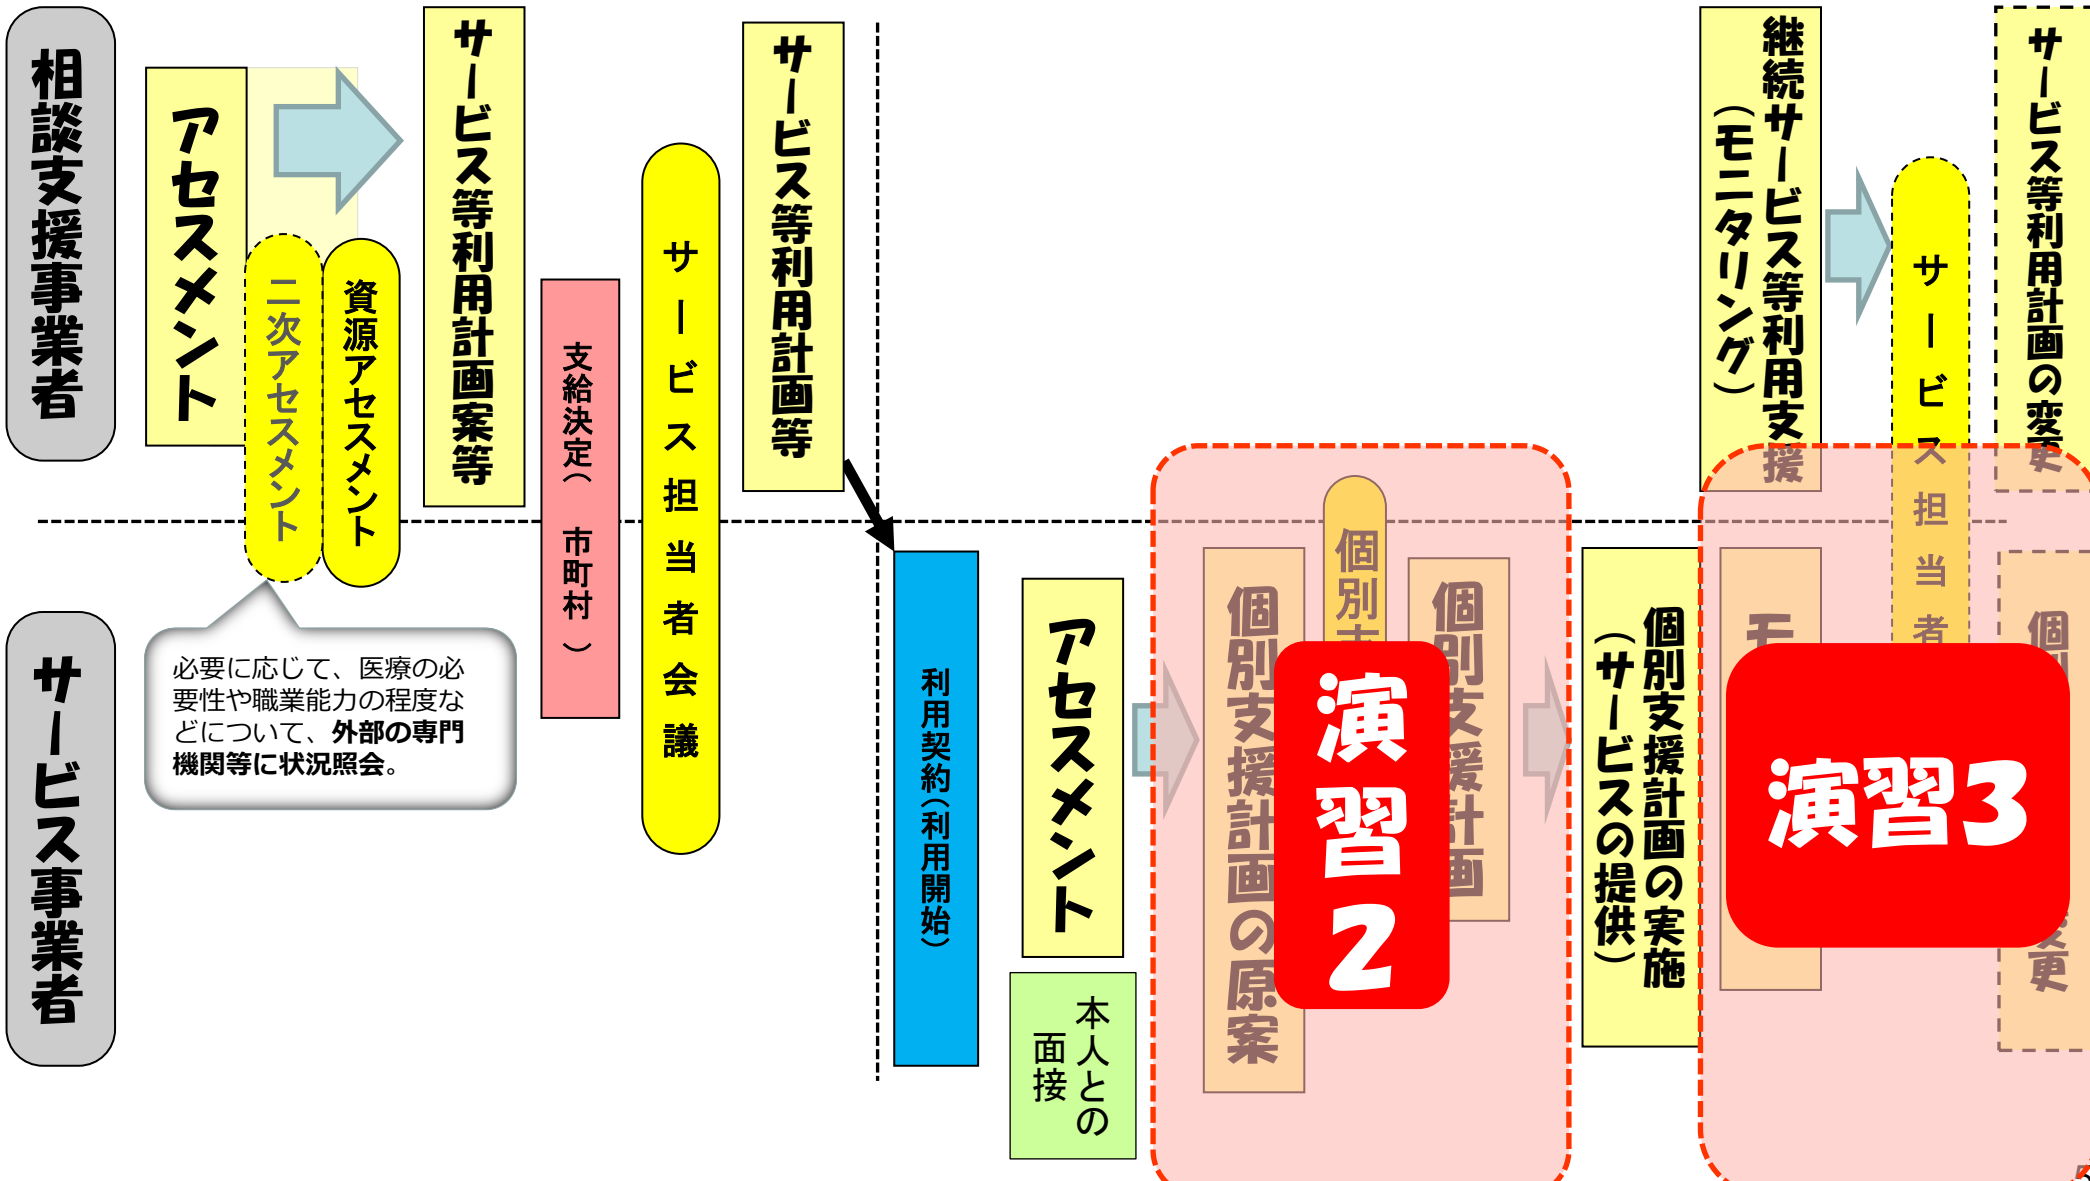 相談支援事業者
アセスメント
二次アセスメント
資源アセスメント
サービス等利用計画案等
支給決定(市町村)
サービス担当者会議
サービス等利用計画等
継続サービス等利用支援
(モニタリング)
サービス担当者
サービス等利用計画の変更
サービス事業者
必要に応じて、医療の必
要性や職業能力の程度な
どについて、外部の専門
機関等に状況照会。
利用契約(利用開始)
アセスメント
本人との
面接
個別支援計画の原案
個別
個別支援計画
演習2
個別支援計画の実施
(サービスの提供)
モ
個
変更
演習3